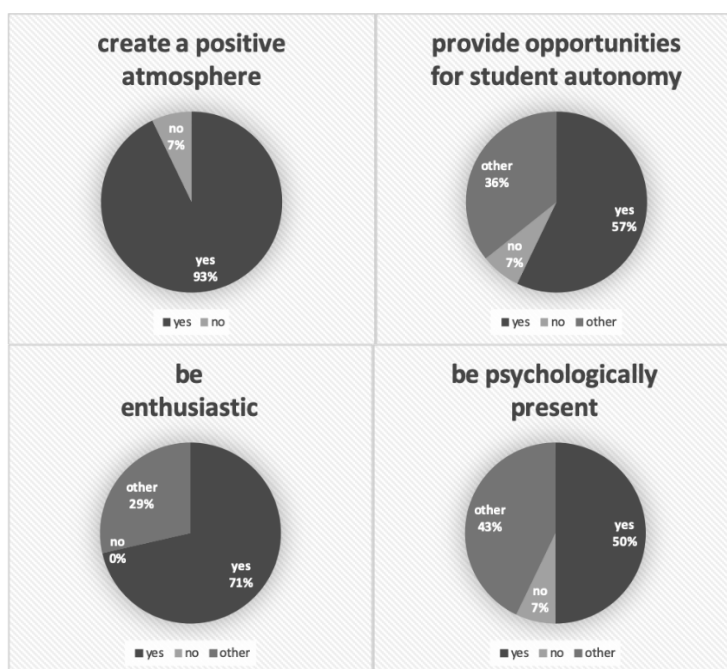 create a positive
atmosphere
no
7%
yes
93%
yes no
provide opportunities
for student autonomy
other
36%
yes
57%
no
7%
yes no other
be
enthusiastic
other
29%
no
0%
yes
71%
yes no other
be psychologically
present
other
43%
yes
50%
no
7%
yes no other